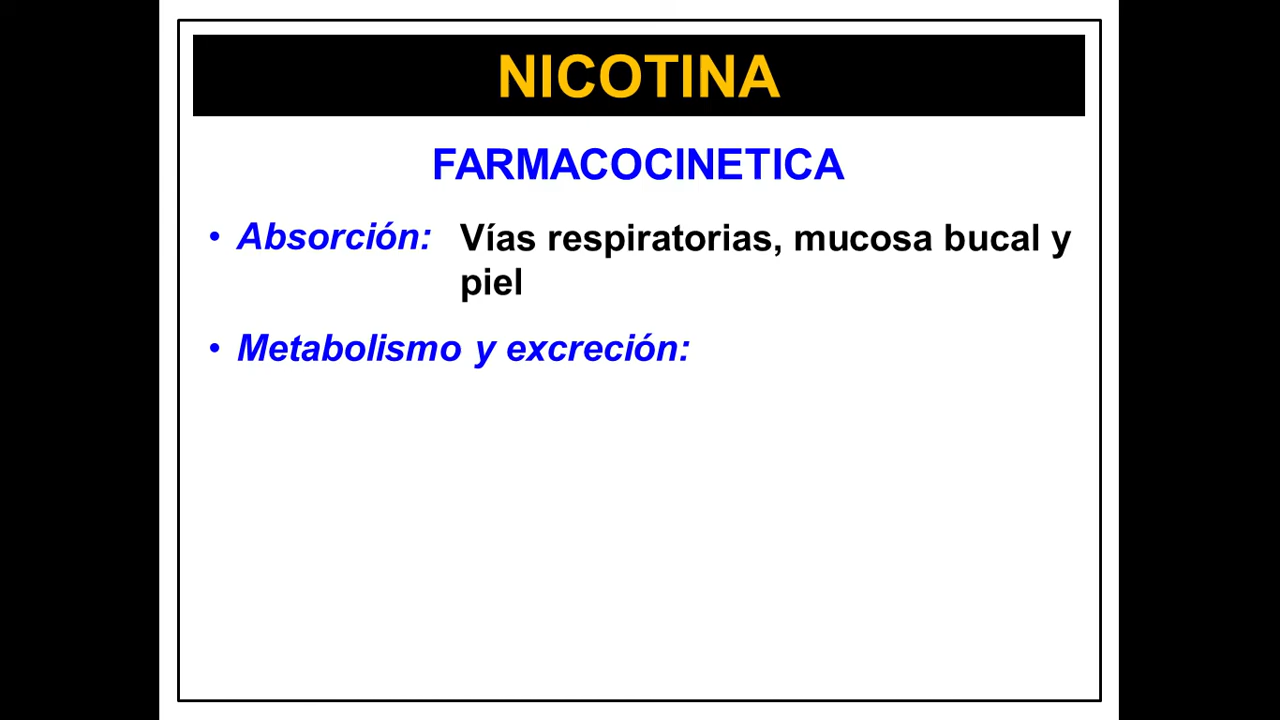 NICOTINA
FARMACOCINETICA
• Absorción: Vías respiratorias, mucosa bucal y
piel
• Metabolismo y excreción: